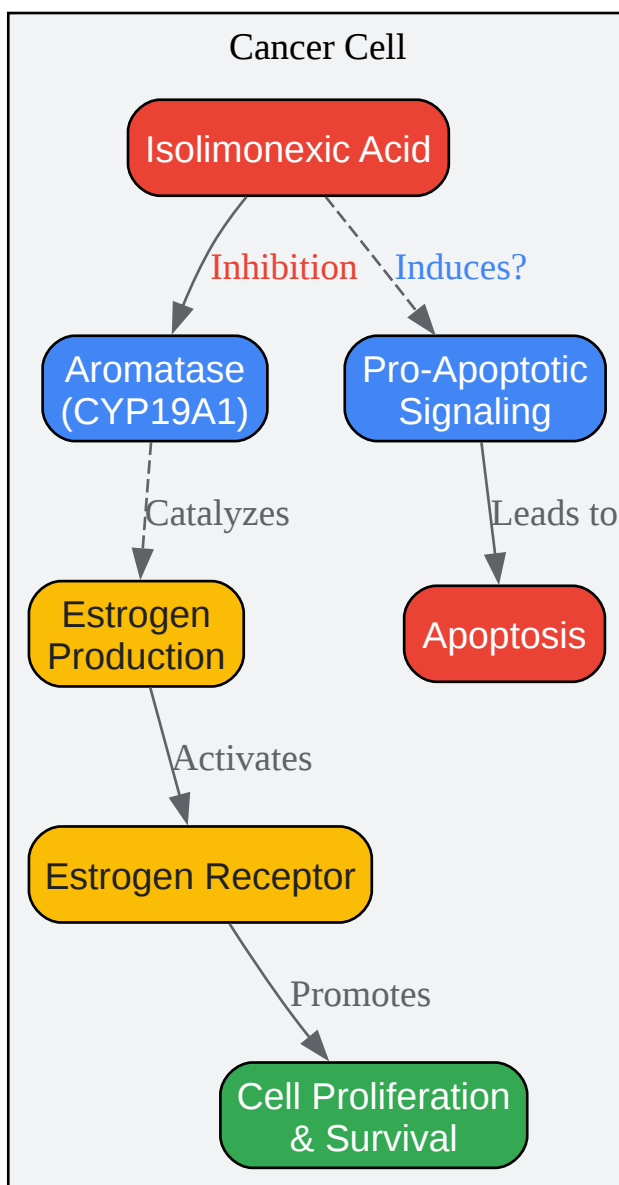 Cancer Cell
Isolimonexic Acid
Inhibition
Induces?
Aromatase
(CYP19A1)
Pro-Apoptotic
Signaling
Catalyzes
Leads to
Estrogen
Production
Apoptosis
Activates
Estrogen Receptor
Promotes
Cell Proliferation
& Survival